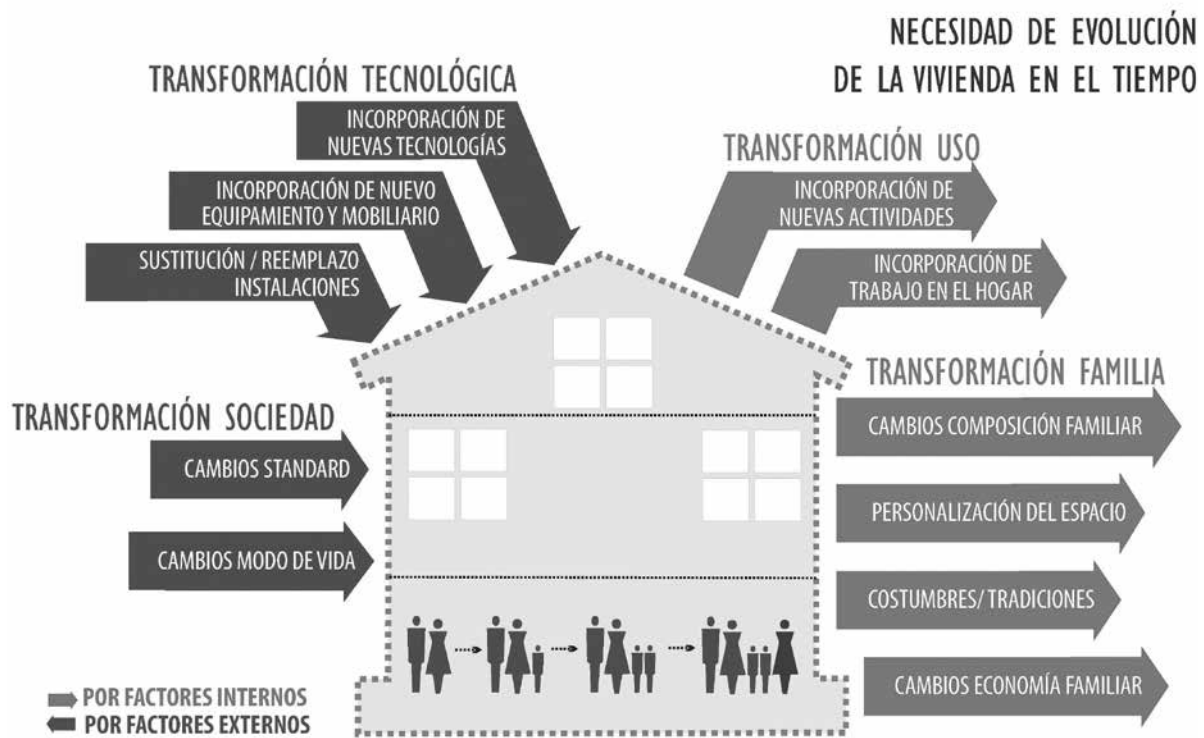 NECESIDAD DE EVOLUCIÓN
DE LA VIVIENDA EN EL TIEMPO
TRANSFORMACIÓN TECNOLÓGICA
INCORPORACIÓN DE
NUEVAS TECNOLOGÍAS
INCORPORACIÓN DE NUEVO
EQUIPAMIENTO Y MOBILIARIO
SUSTITUCIÓN / REEMPLAZO
INSTALACIONES
TRANSFORMACIÓN USO
INCORPORACIÓN DE
NUEVAS ACTIVIDADES
INCORPORACIÓN DE
TRABAJO EN EL HOGAR
TRANSFORMACIÓN SOCIEDAD
CAMBIOS STANDARD
CAMBIOS MODO DE VIDA
TRANSFORMACIÓN FAMILIA
CAMBIOS COMPOSICIÓN FAMILIAR
PERSONALIZACIÓN DEL ESPACIO
COSTUMBRES/ TRADICIONES
CAMBIOS ECONOMÍA FAMILIAR
POR FACTORES INTERNOS
POR FACTORES EXTERNOS